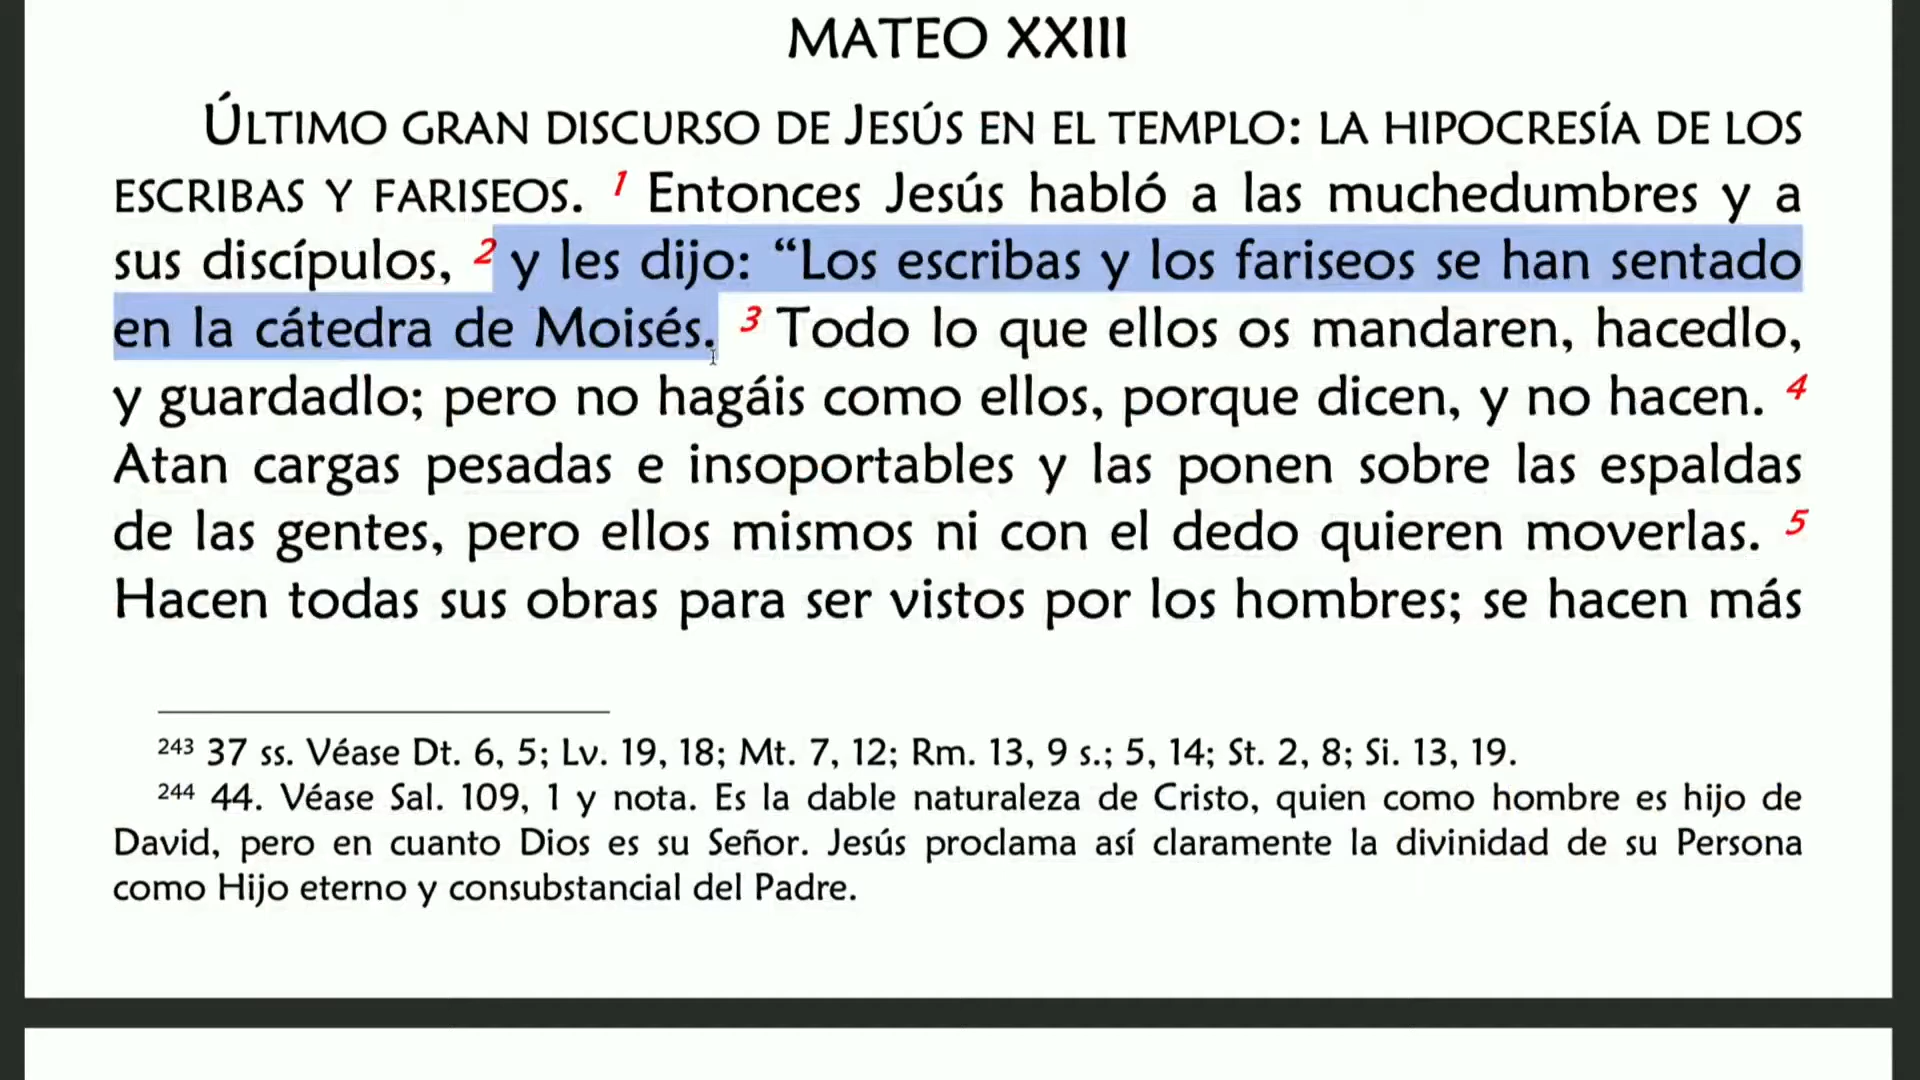 MATEO XXIII
ÚLTIMO GRAN DISCURSO DE JESÚS EN EL TEMPLO: LA HIPOCRESÍA DE LOS
ESCRIBAS Y FARISEOS. 1 Entonces Jesús habló a las muchedumbres y a
sus discípulos, 2 y les dijo: “Los escribas y los fariseos se han sentado
en la cátedra de Moisés. 3 Todo lo que ellos os mandaren, hacedlo,
y guardadlo; pero no hagáis como ellos, porque dicen, y no hacen. 4
Atan cargas pesadas e insoportables y las ponen sobre las espaldas
de las gentes, pero ellos mismos ni con el dedo quieren moverlas. 5
Hacen todas sus obras para ser vistos por los hombres; se hacen más
243 37 ss. Véase Dt. 6, 5; Lv. 19, 18; Mt. 7, 12; Rm. 13, 9 s.; 5, 14; St. 2, 8; Si. 13, 19.
244 44. Véase Sal. 109, 1 y nota. Es la dable naturaleza de Cristo, quien como hombre es hijo de
David, pero en cuanto Dios es su Señor. Jesús proclama así claramente la divinidad de su Persona
como Hijo eterno y consubstancial del Padre.